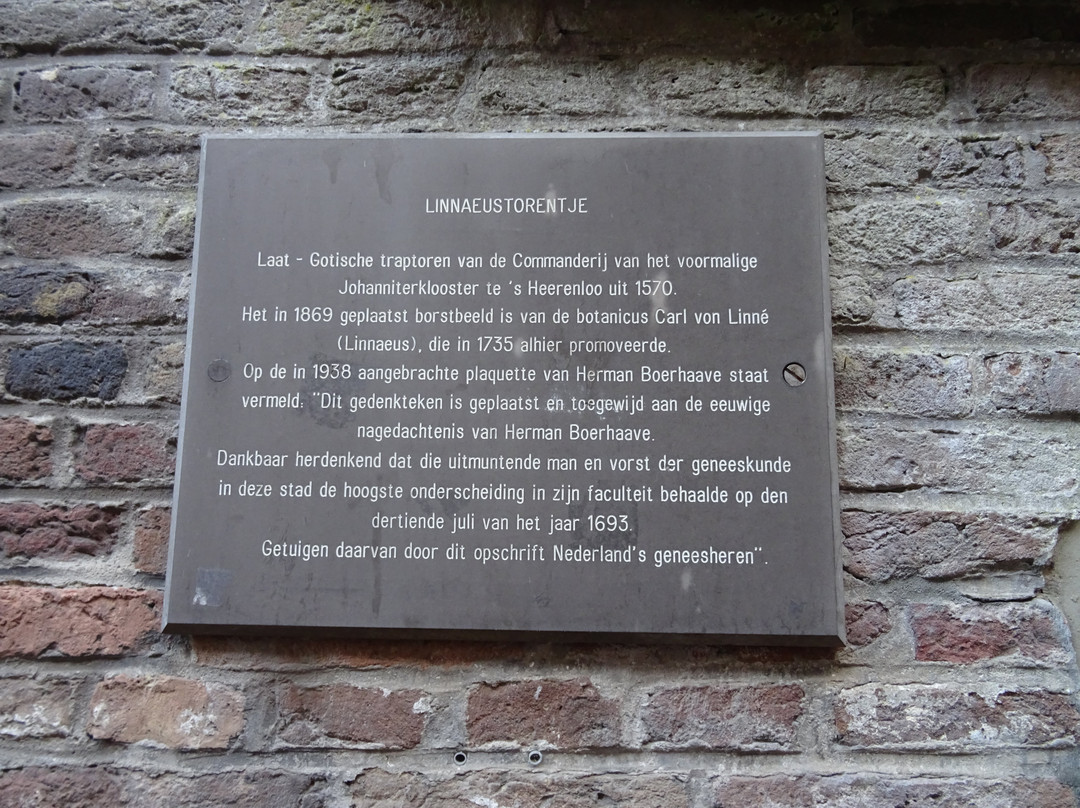 LINNAEUSTORENTJE
Laat - Gotische traptoren van de Commanderij van het voormalige
Johanniterklooster te 's Heerenloo uit 1570.
Het in 1869 geplaatst borstbeeld is van de botanicus Carl von Linné
(Linnaeus), die in 1735 alhier promoveerde.
Op de in 1938 aangebrachte plaquette van Herman Boerhaave staat
vermeld. "Dit gedenkteken is geplaatst en toegewijd aan de eeuwige
nagedachtenis van Herman Boerhaave.
Dankbaar herdenkend dat die uitmuntende man en vorst der geneeskunde
in deze stad de hoogste onderscheiding in zijn faculteit behaalde op den
dertiende juli van het jaar 1693.
Getuigen daarvan door dit opschrift Nederland's geneesheren".